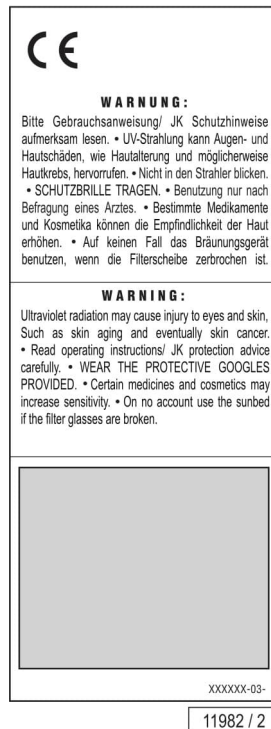 CE
WARNUNG:
Bitte Gebrauchsanweisung/ JK Schutzhinweise
aufmerksam lesen. • UV-Strahlung kann Augen- und
Hautschäden, wie Hautalterung und möglicherweise
Hautkrebs, hervorrufen. • Nicht in den Strahler blicken.
• SCHUTZBRILLE TRAGEN. • Benutzung nur nach
Befragung eines Arztes. • Bestimmte Medikamente
und Kosmetika können die Empfindlichkeit der Haut
erhöhen. • Auf keinen Fall das Bräunungsgerät
benutzen, wenn die Filterscheibe zerbrochen ist.
WARNING:
Ultraviolet radiation may cause injury to eyes and skin,
Such as skin aging and eventually skin cancer.
• Read operating instructions/ JK protection advice
carefully. • WEAR THE PROTECTIVE GOOGLES
PROVIDED. • Certain medicines and cosmetics may
increase sensitivity. • On no account use the sunbed
if the filter glasses are broken.
XXXXXX-03-
11982 / 2